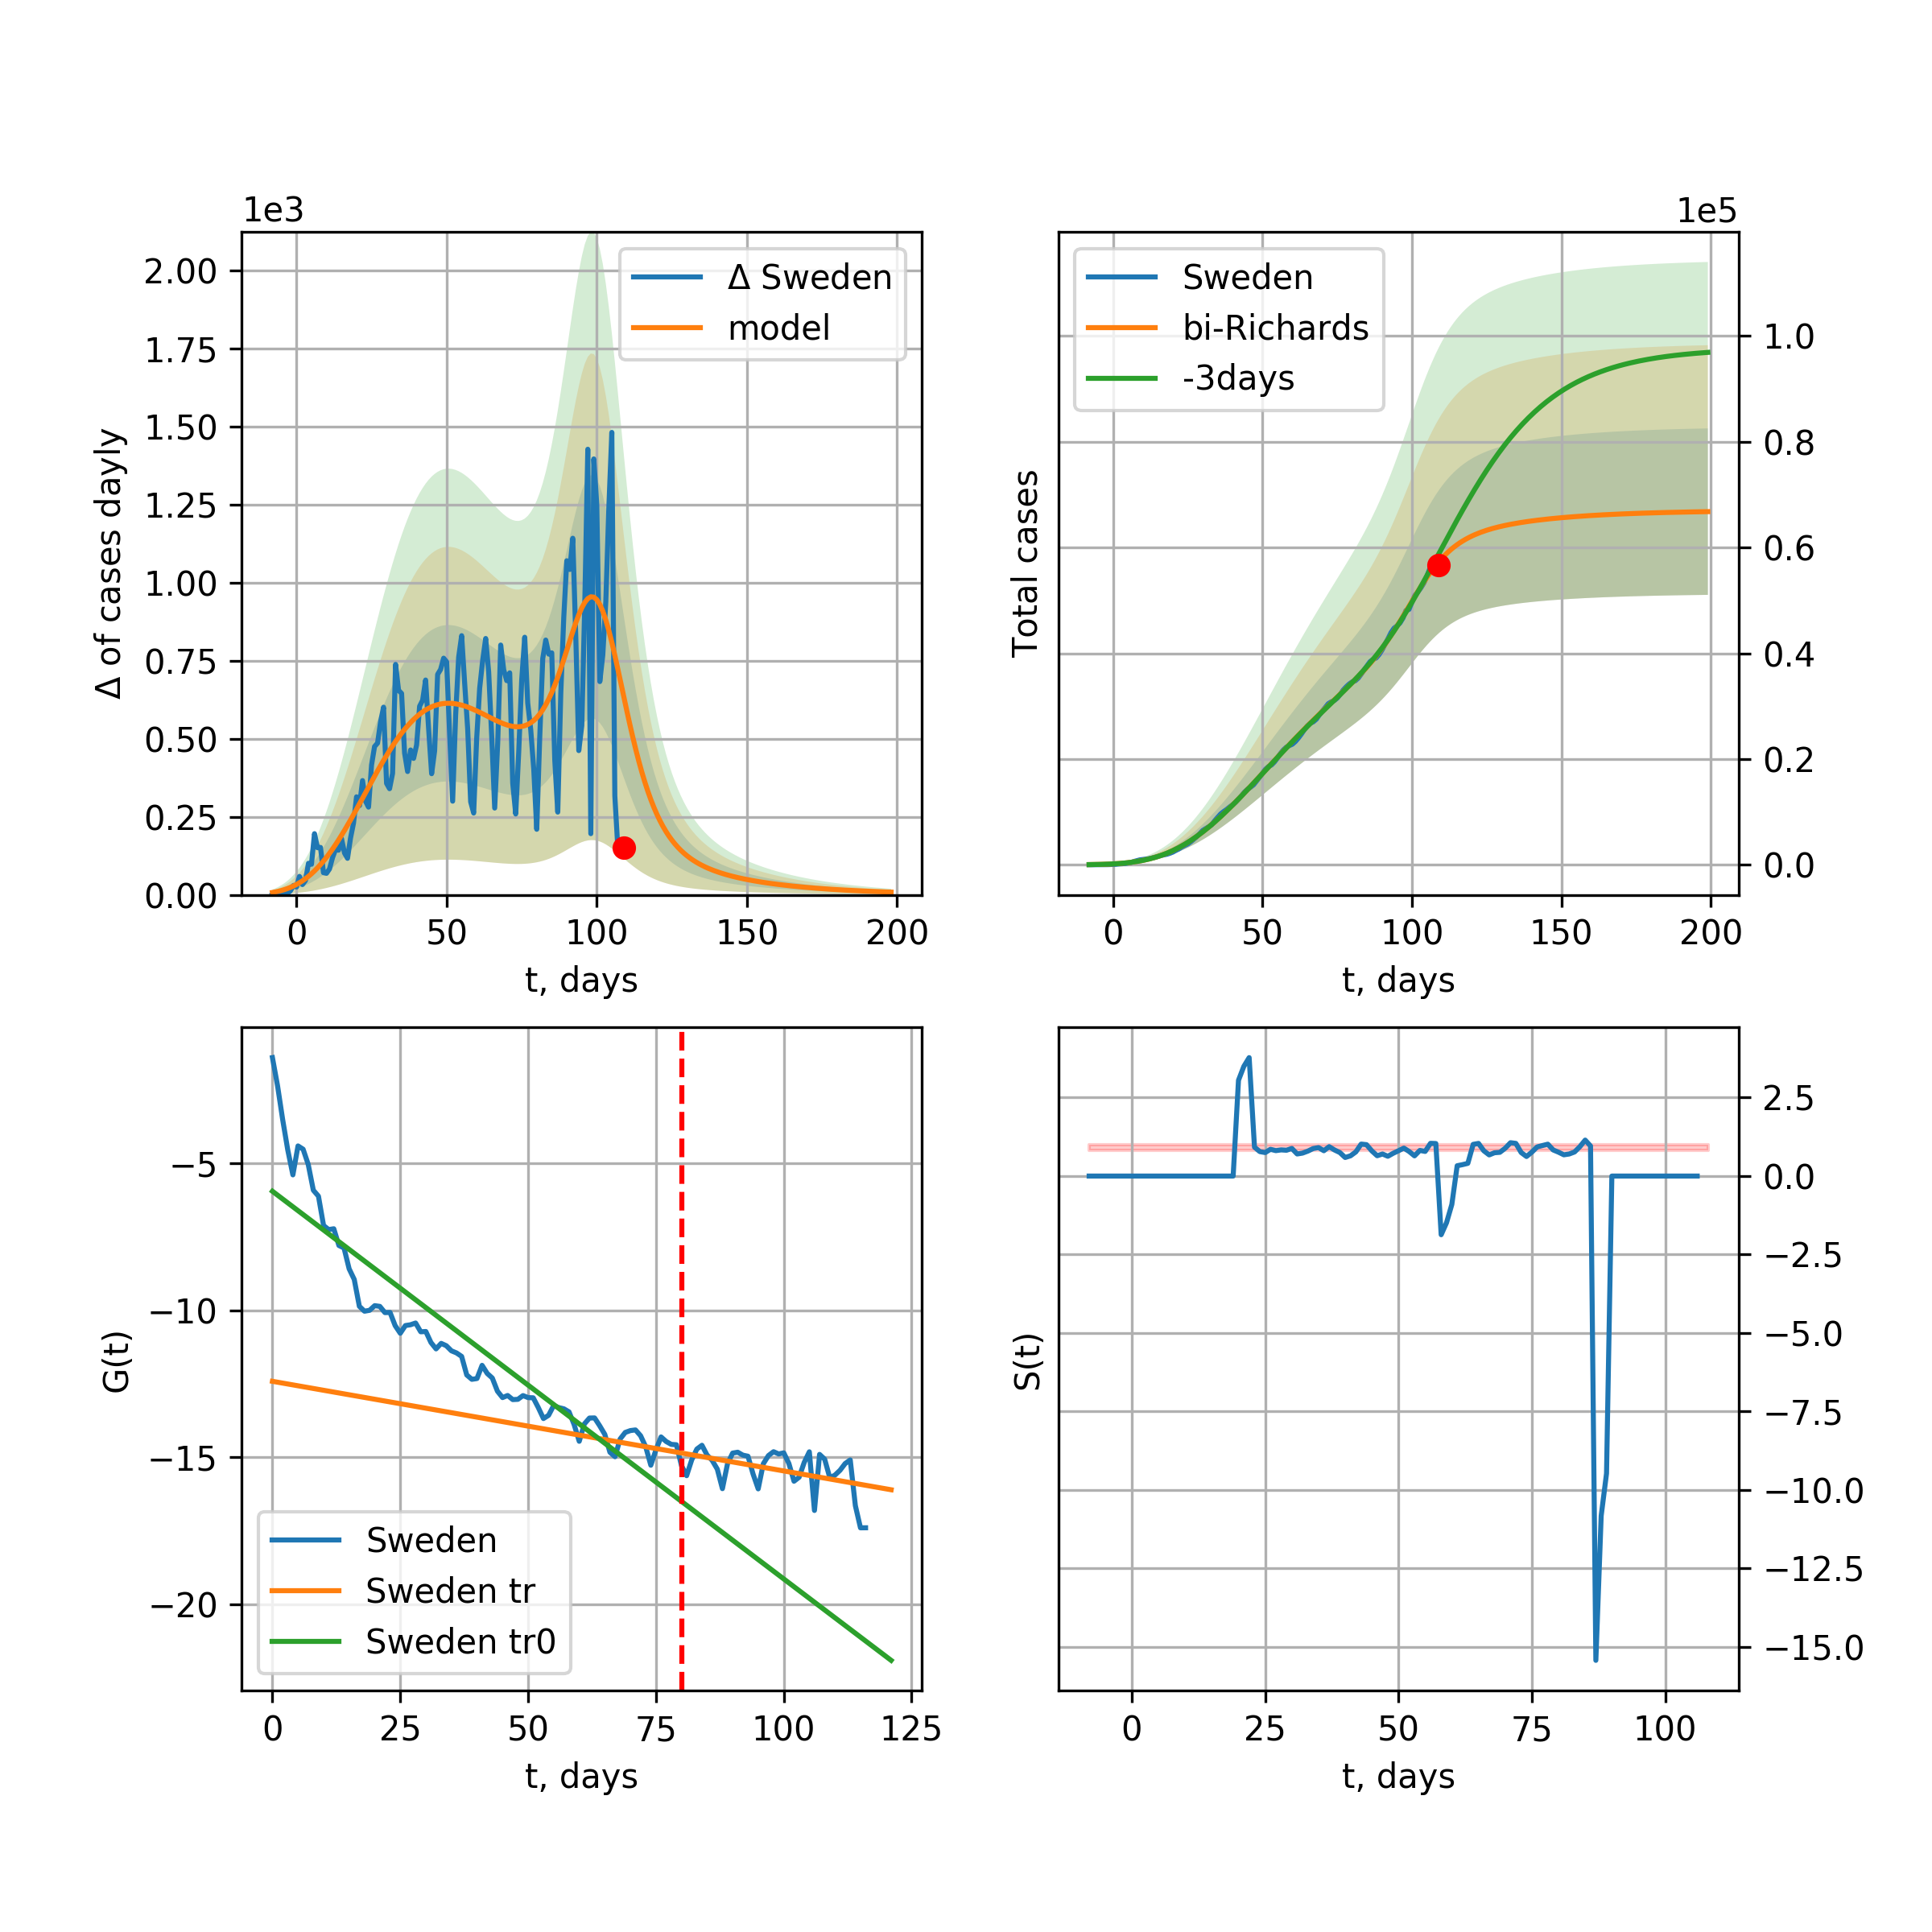 1e3
Δ of cases dayly
2.00
1.75
1.50
1.25
1.00
0.75
0.50
0.25
0.00
Δ Sweden
model
0 50 100 150 200
t, days
1e5
Total cases
Sweden
bi-Richards
-3days
1.0
0.8
0.6
0.4
0.2
0.0
0 50 100 150 200
t, days
G(t)
−5
−10
−15
−20
Sweden
Sweden tr
Sweden tr0
0 25 50 75 100 125
t, days
S(t)
2.5
0.0
−2.5
−5.0
−7.5
−10.0
−12.5
−15.0
0 25 50 75 100
t, days